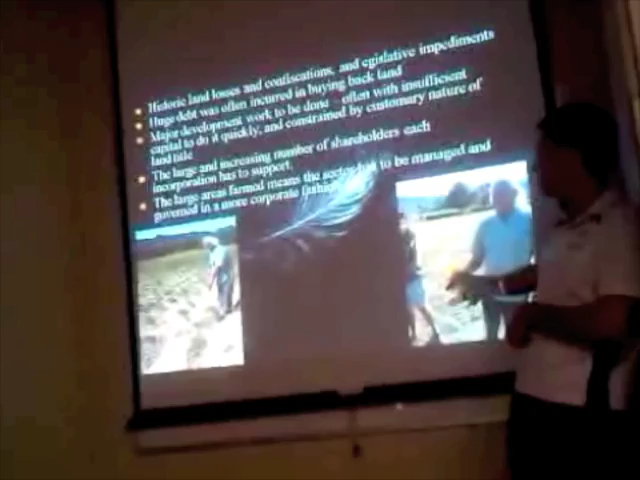 Historic land losses and confiscations, and egislative impediments
Huge debt was often incurred in buying back land
Major development work to be done often with insufficient
capital to do it quickly, and constrained by customary nature of
land title
The large and increasing number of shareholders each
incorporation has to support.
The large areas farmed means the sector has to be managed and
governed in a more corporate fashion